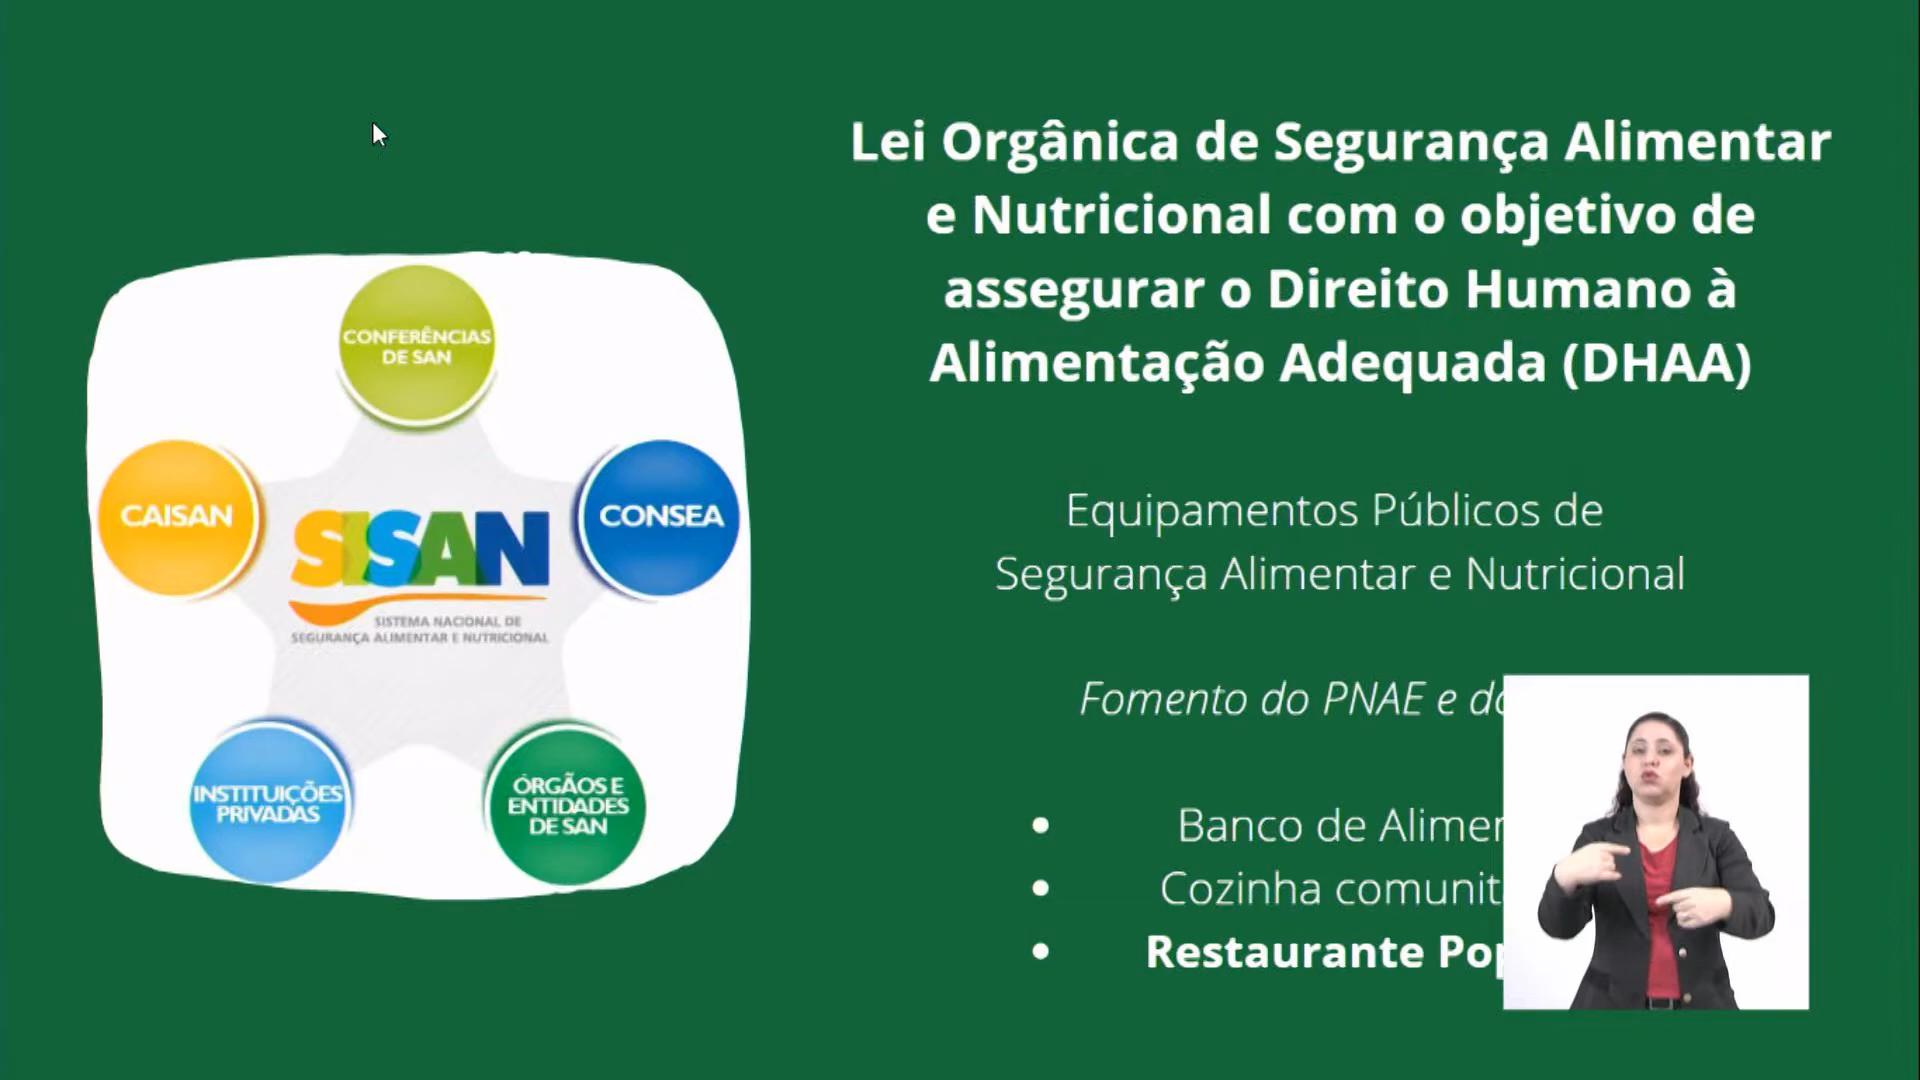 Lei Orgânica de Segurança Alimentar
e Nutricional com o objetivo de
assegurar o Direito Humano à
Alimentação Adequada (DHAA)
CONFERÊNCIAS
DE SAN
CAISAN
CONSEA
SISAN
SISTEMA NACIONAL DE
SEGURANÇA ALIMENTAR E NUTRICIONAL
INSTITUIÇÕES
PRIVADAS
ÓRGÃOS E
ENTIDADES
DE SAN
Equipamentos Públicos de
Segurança Alimentar e Nutricional
Fomento do PNAE e
• Banco de
• Cozinha
• Restaurante